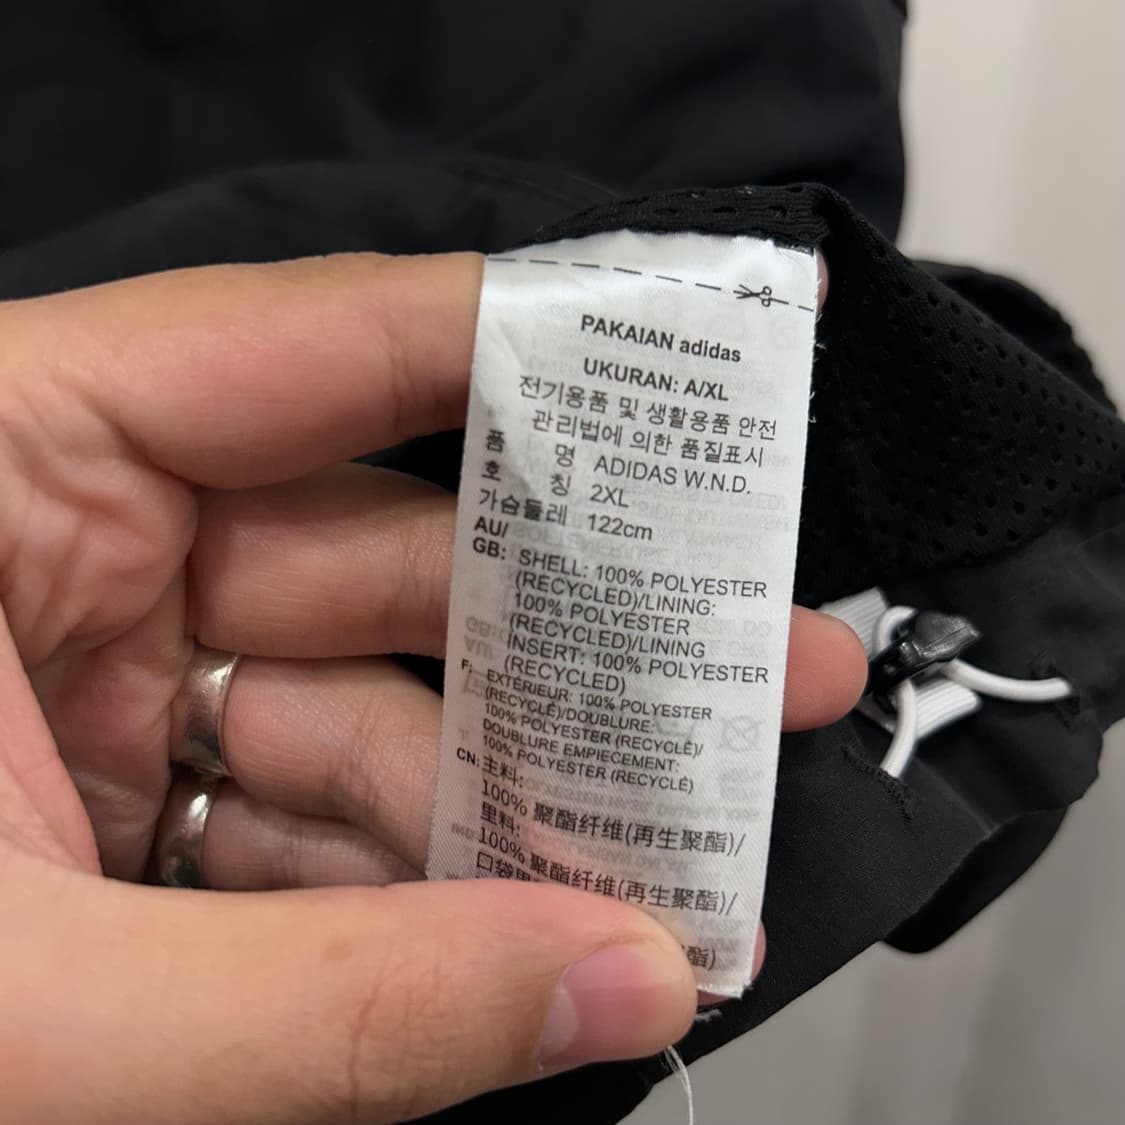 PAKAIAN adidas
UKURAN: A/XL
전기용품 및 생활용품 안전
관리법에 의한 품질표시
품 명 ADIDAS W.N.D.
호 칭 2XL
가슴둘레 122cm
AU/
GB: SHELL: 100% POLYESTER
(RECYCLED)/LINING:
100% POLYESTER
(RECYCLED)/LINING
INSERT: 100% POLYESTER
(RECYCLED)
F: EXTÉRIEUR: 100% POLYESTER
(RECYCLÉ)/DOUBLURE:
100% POLYESTER (RECYCLÉ)/
DOUBLURE EMPIECEMENT:
100% POLYESTER (RECYCLÉ)
CN: 主料:
100% 聚酯纤维(再生聚酯)/
里料:
100% 聚酯纤维(再生聚酯)/
口袋里
酯)